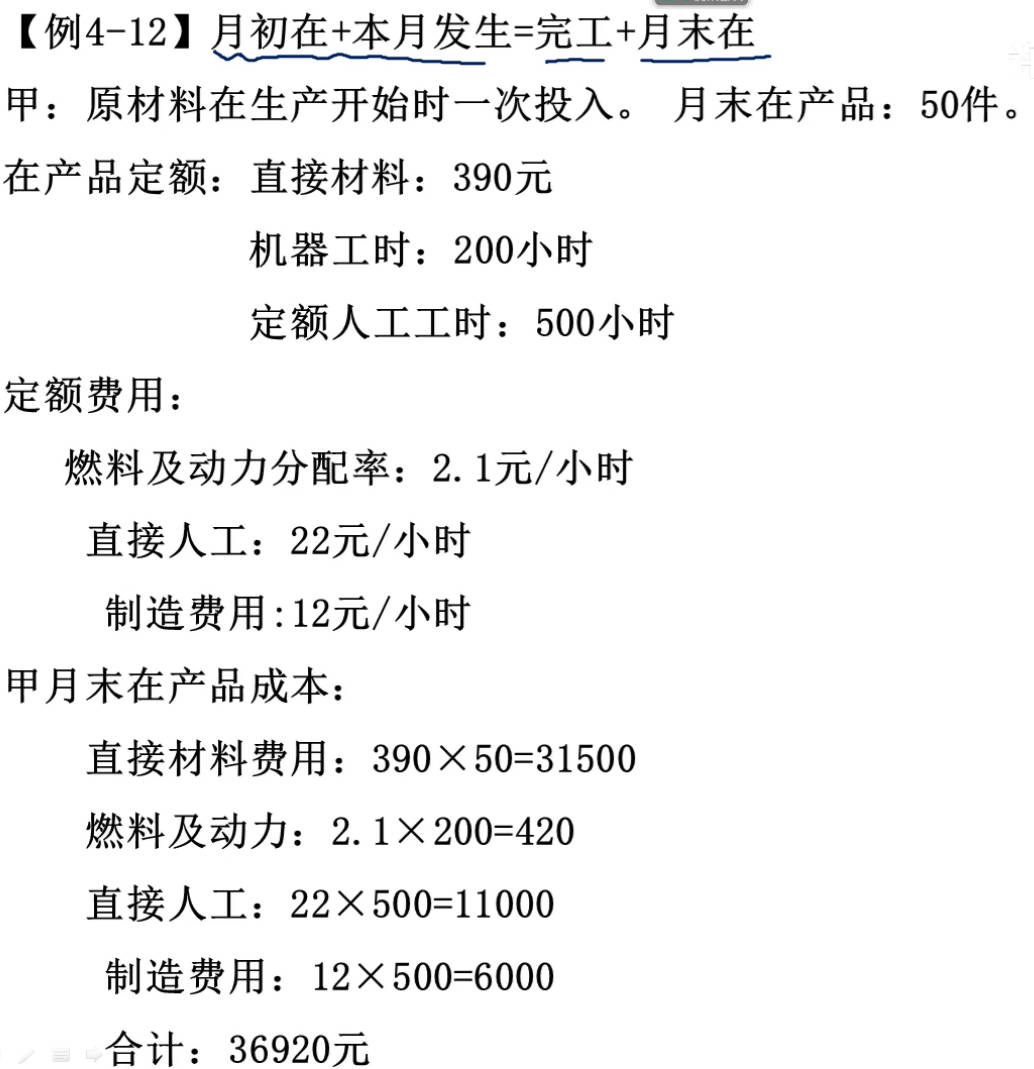 【例4-12】月初在+本月发生=完工+月末在
甲：原材料在生产开始时一次投入。 月末在产品：50件。
在产品定额：直接材料：390元
机器工时：200小时
定额人工工时：500小时
定额费用：
燃料及动力分配率：2.1元/小时
直接人工：22元/小时
制造费用:12元/小时
甲月末在产品成本：
直接材料费用：390×50=31500
燃料及动力：2.1×200=420
直接人工：22×500=11000
制造费用：12×500=6000
合计：36920元